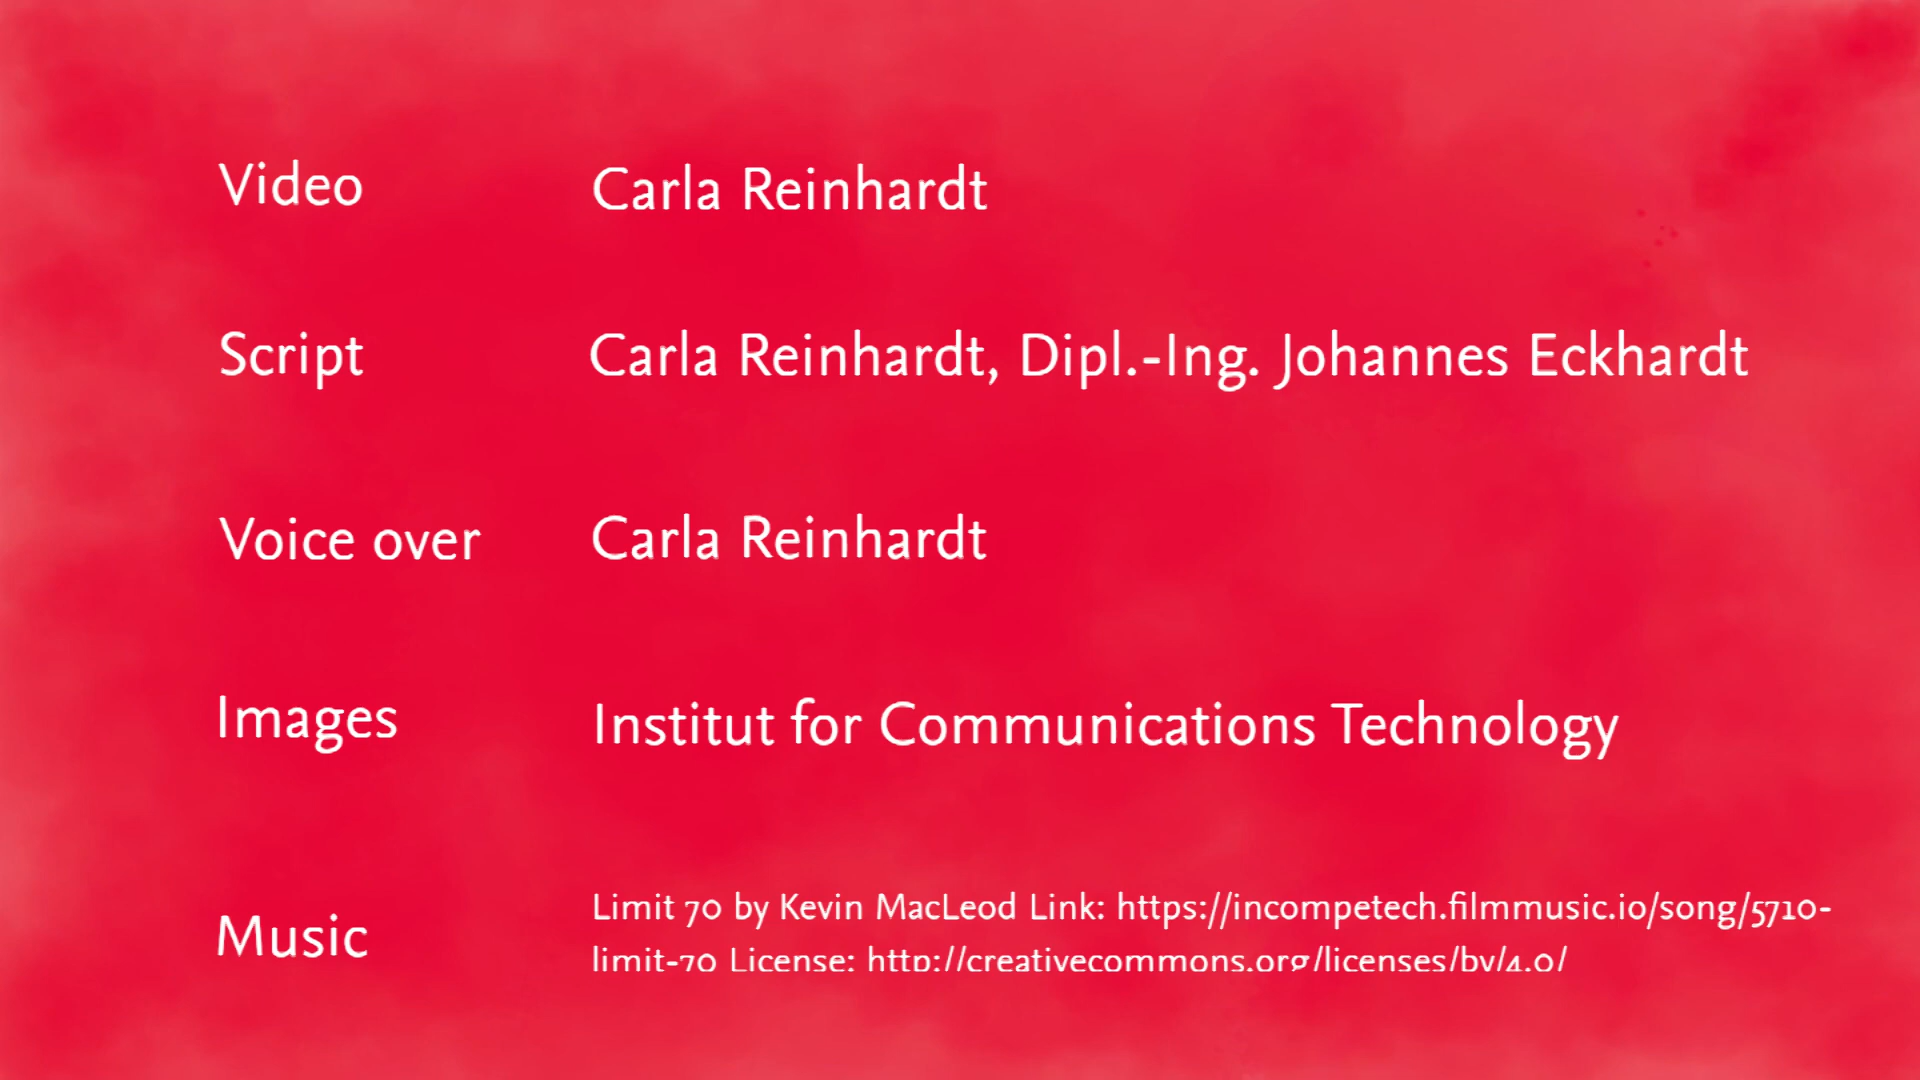 Video Carla Reinhardt
Script Carla Reinhardt, Dipl.-Ing. Johannes Eckhardt
Voice over Carla Reinhardt
Images Institut for Communications Technology
Music Limit 70 by Kevin MacLeod Link: https://incompetech.filmmusic.io/song/5710-
limit-70 License: http://creativecommons.org/licenses/by/4.0/